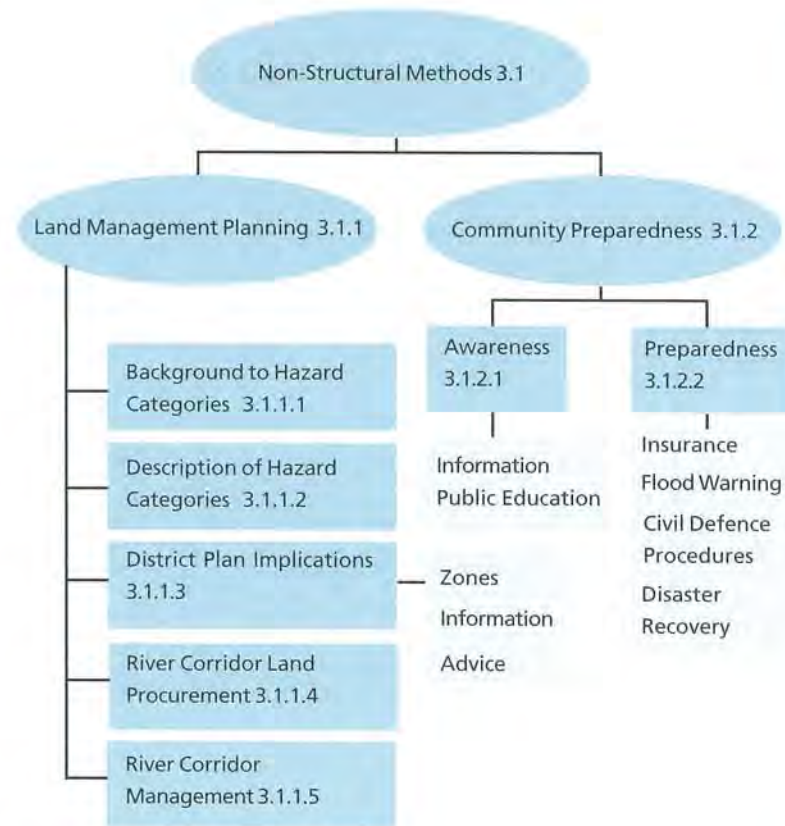 Non-Structural Methods 3.1
Land Management Planning 3.1.1
Background to Hazard
Categories 3.1.1.1
Description of Hazard
Categories 3.1.1.2
District Plan Implications
3.1.1.3
Zones
Information
Advice
River Corridor Land
Procurement 3.1.1.4
River Corridor
Management 3.1.1.5
Community Preparedness 3.1.2
Awareness
3.1.2.1
Information
Public Education
Preparedness
3.1.2.2
Insurance
Flood Warning
Civil Defence
Procedures
Disaster
Recovery